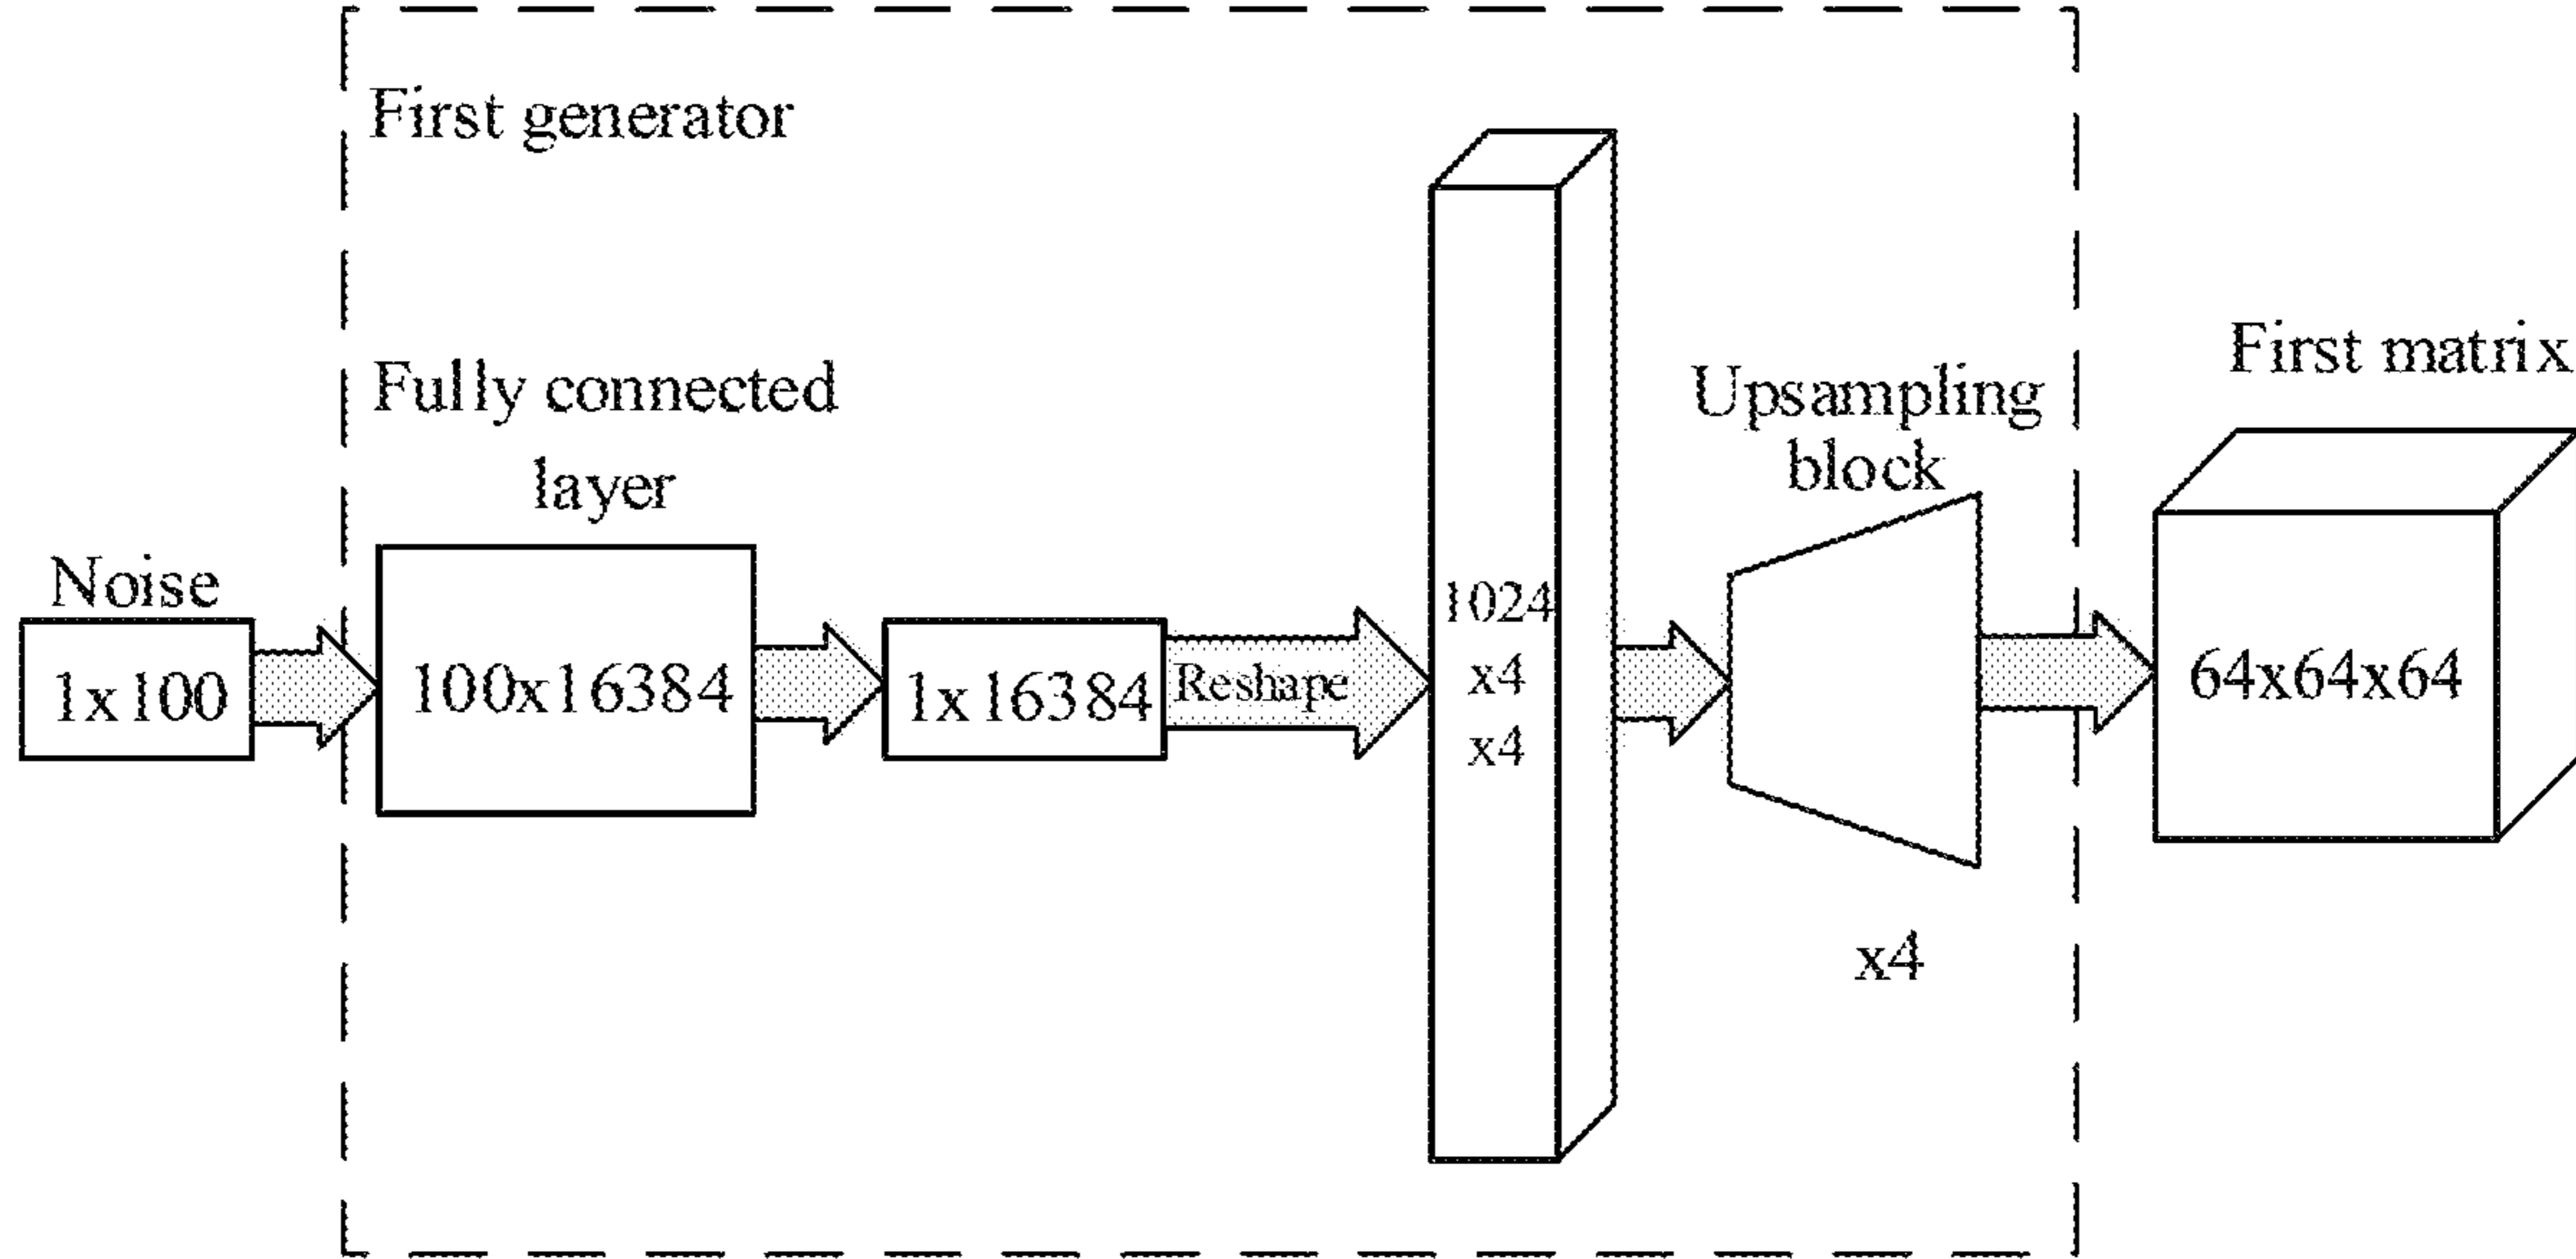 First generator
Fully connected
layer
Noise
1x100
100x16384
1x16384
Reshape
1024
x4
x4
Upsampling
block
x4
First matrix
64x64x64